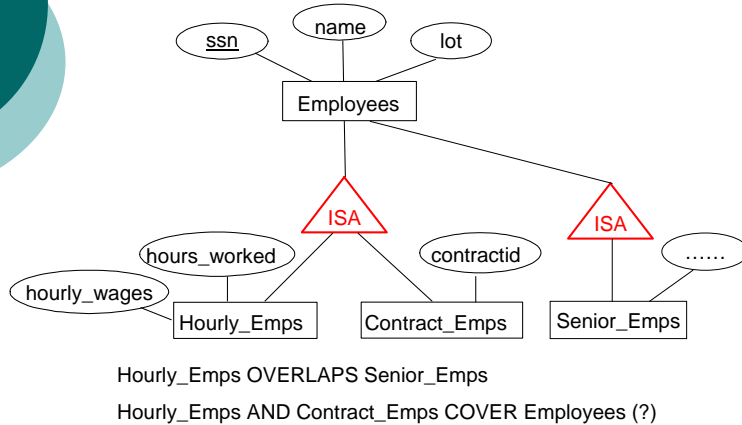 name
ssn
lot
Employees
ISA
ISA
hours_worked
contractid
......
hourly_wages
Hourly_Emps
Contract_Emps
Senior_Emps
Hourly_Emps OVERLAPS Senior_Emps
Hourly_Emps AND Contract_Emps COVER Employees (?)